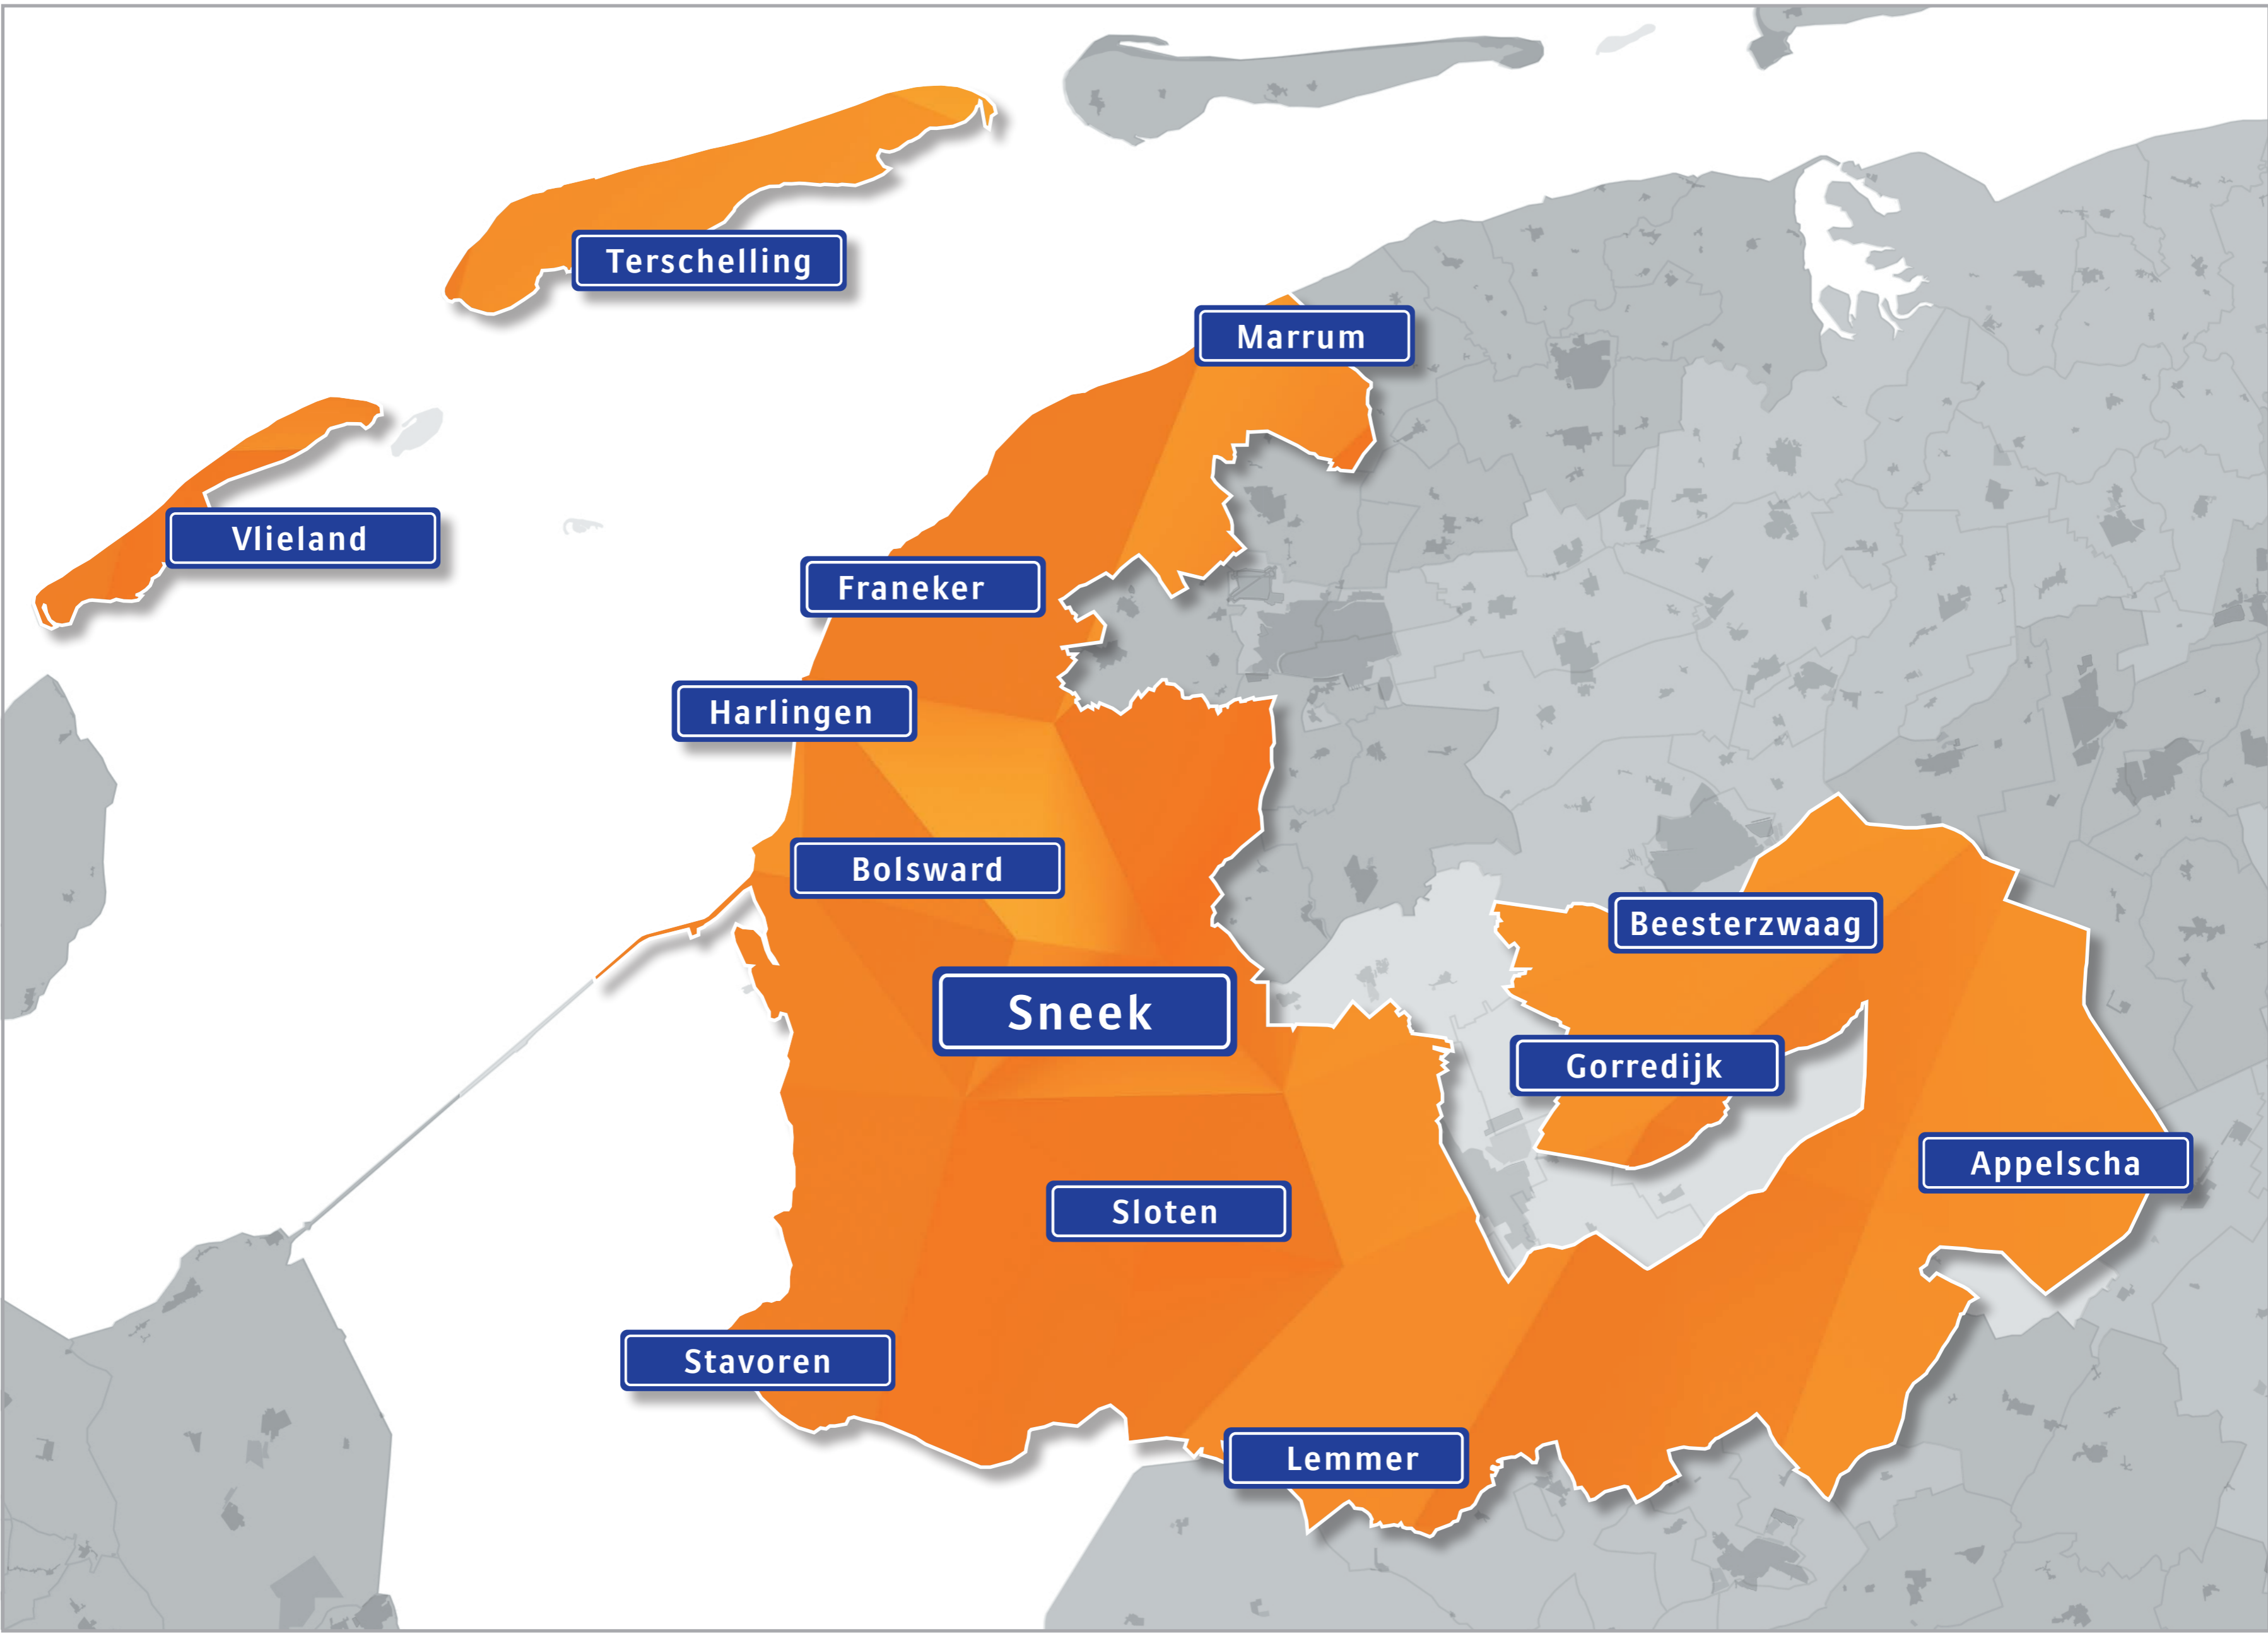 Terschelling
Marrum
Vlieland
Franeker
Harlingen
Bolsward
Beesterzwaag
Sneek
Gorredijk
Appelscha
Sloten
Stavoren
Lemmer